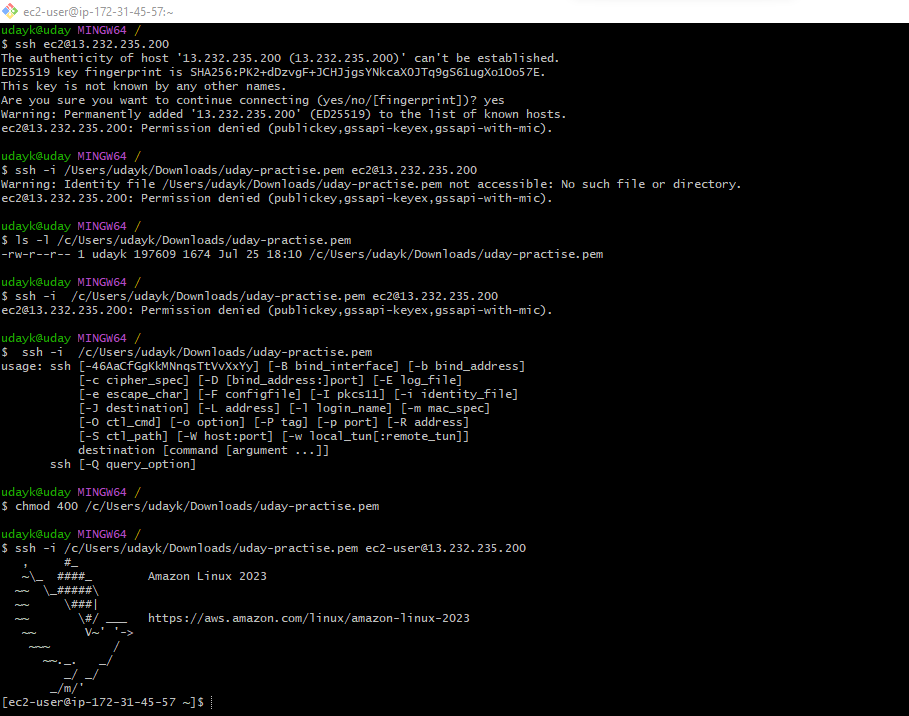 ec2-user@ip-172-31-45-57:~
udayk@uday MINGW64 /
$ ssh ec2@13.232.235.200
The authenticity of host '13.232.235.200 (13.232.235.200)' can't be established.
ED25519 key fingerprint is SHA256:PK2+dDzvgF+JCHJjgsYNkcaXOJTq9gS61ugXo1Oo57E.
This key is not known by any other names.
Are you sure you want to continue connecting (yes/no/[fingerprint])? yes
Warning: Permanently added '13.232.235.200' (ED25519) to the list of known hosts.
ec2@13.232.235.200: Permission denied (publickey,gssapi-keyex,gssapi-with-mic).

udayk@uday MINGW64 /
$ ssh -i /Users/udayk/Downloads/uday-practise.pem ec2@13.232.235.200
Warning: Identity file /Users/udayk/Downloads/uday-practise.pem not accessible: No such file or directory.
ec2@13.232.235.200: Permission denied (publickey,gssapi-keyex,gssapi-with-mic).

udayk@uday MINGW64 /
$ ls -l /c/Users/udayk/Downloads/uday-practise.pem
-rw-r--r-- 1 udayk 197609 1674 Jul 25 18:10 /c/Users/udayk/Downloads/uday-practise.pem

udayk@uday MINGW64 /
$ ssh -i  /c/Users/udayk/Downloads/uday-practise.pem ec2@13.232.235.200
ec2@13.232.235.200: Permission denied (publickey,gssapi-keyex,gssapi-with-mic).

udayk@uday MINGW64 /
$  ssh -i  /c/Users/udayk/Downloads/uday-practise.pem
usage: ssh [-46AaCfGgKkMNnqsTtVvXxYy] [-B bind_interface] [-b bind_address]
           [-c cipher_spec] [-D [bind_address:]port] [-E log_file]
           [-e escape_char] [-F configfile] [-I pkcs11] [-i identity_file]
           [-J destination] [-L address] [-l login_name] [-m mac_spec]
           [-O ctl_cmd] [-o option] [-P tag] [-p port] [-R address]
           [-S ctl_path] [-W host:port] [-w local_tun[:remote_tun]]
           destination [command [argument ...]]
       ssh [-Q query_option]

udayk@uday MINGW64 /
$ chmod 400 /c/Users/udayk/Downloads/uday-practise.pem

udayk@uday MINGW64 /
$ ssh -i /c/Users/udayk/Downloads/uday-practise.pem ec2-user@13.232.235.200
   ,     #_
   ~\_  ####_        Amazon Linux 2023
  ~~  \_#####\
  ~~     \###|
  ~~       \#/ ___   https://aws.amazon.com/linux/amazon-linux-2023
   ~~       V~' '->
    ~~~         /
      ~~._.   _/
         _/ _/
       _/m/'
[ec2-user@ip-172-31-45-57 ~]$